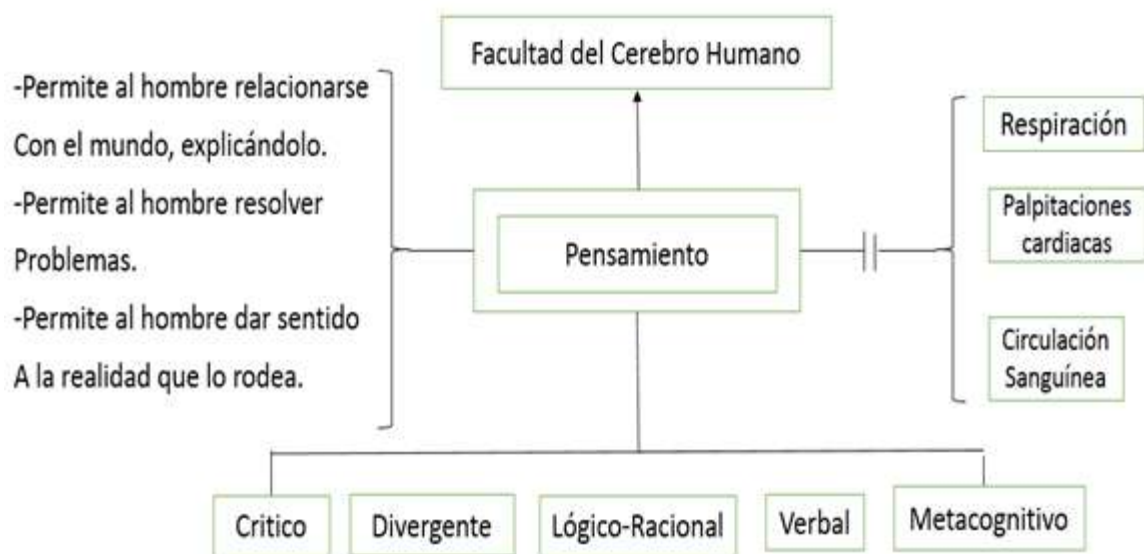 Facultad del Cerebro Humano
-Permite al hombre relacionarse
Con el mundo, explicándolo.
-Permite al hombre resolver
Problemas.
-Permite al hombre dar sentido
A la realidad que lo rodea.
Pensamiento
Respiración
Palpitaciones
cardiacas
Circulación
Sanguínea
Critico
Divergente
Lógico-Racional
Verbal
Metacognitivo